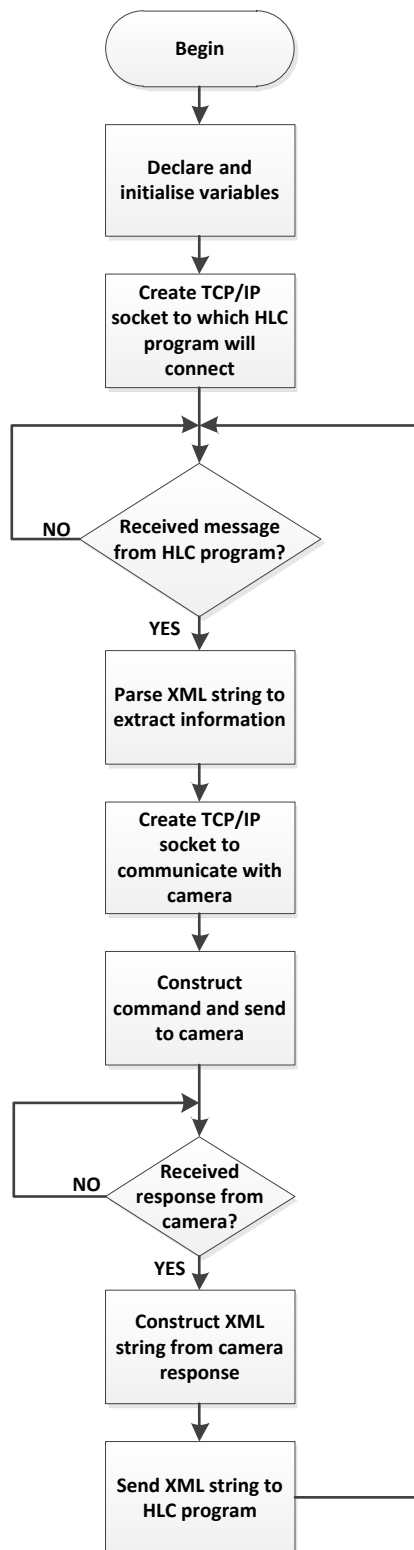 Begin
Declare and
initialise variables
Create TCP/IP
socket to which HLC
program will
connect
Received message
from HLC program?
NO
YES
Parse XML string to
extract information
Create TCP/IP
socket to
communicate with
camera
Construct
command and send
to camera
Received
response from
camera?
NO
YES
Construct XML
string from camera
response
Send XML string to
HLC program